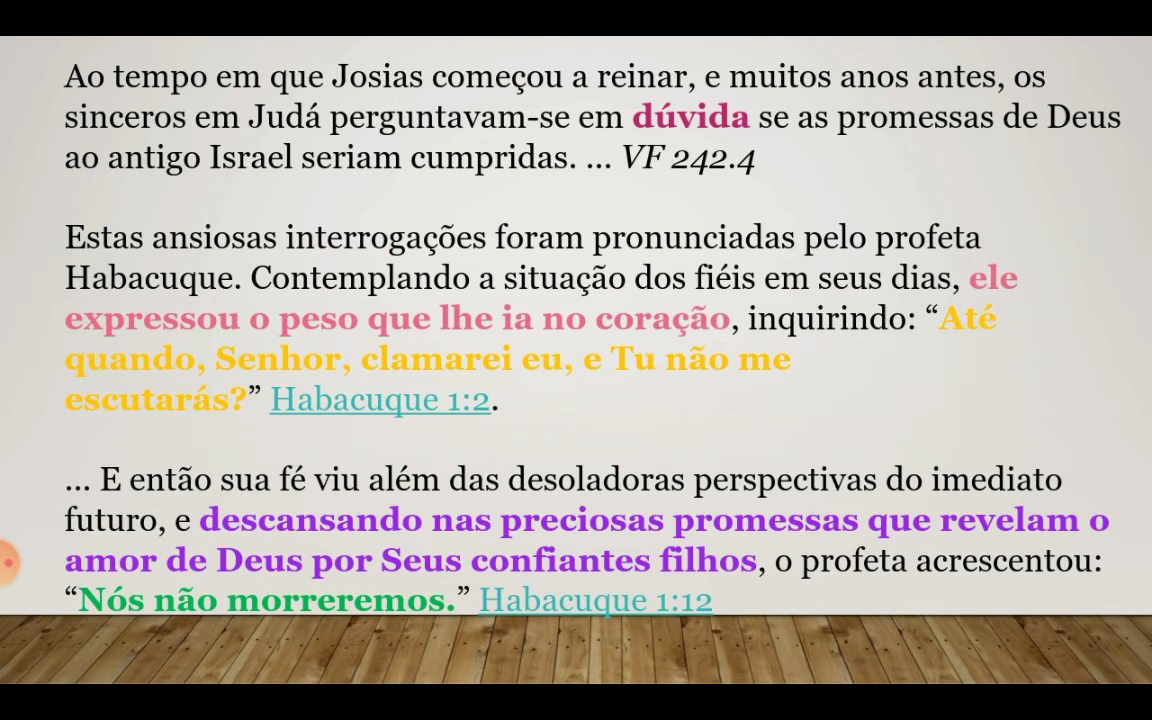 Ao tempo em que Josias começou a reinar, e muitos anos antes, os
sinceros em Judá perguntavam-se em dúvida se as promessas de Deus
ao antigo Israel seriam cumpridas. ... VF 242.4
Estas ansiosas interrogações foram pronunciadas pelo profeta
Habacuque. Contemplando a situação dos fiéis em seus dias, ele
expressou o peso que lhe ia no coração, inquirindo: “Até
quando, Senhor, clamarei eu, e Tu não me
escutarás?” Habacuque 1:2.
... E então sua fé viu além das desoladoras perspectivas do imediato
futuro, e descansando nas preciosas promessas que revelam o
amor de Deus por Seus confiantes filhos, o profeta acrescentou:
“Nós não morreremos.” Habacuque 1:12